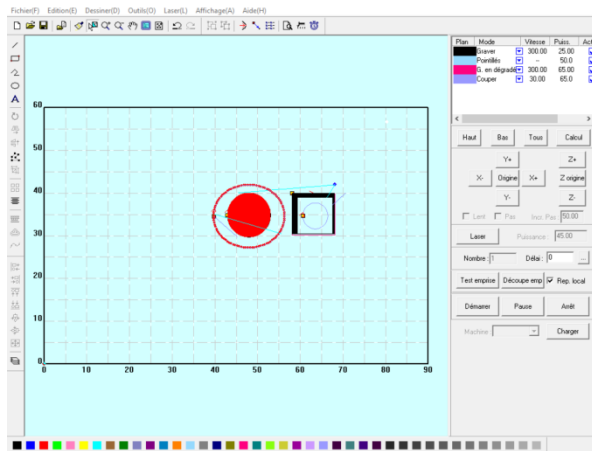 Fichier(F) Edition(E) Dessiner(D) Outils(O) Laser(L) Affichage(A) Aide(H)
Plan Mode Vitesse Puiss. Act
Graver 300.00 25.00
Pointillés - 50.0
G. en dégradé 300.00 65.00
Couper 30.00 65.0
A
Haut Bas Tous Calcul
Y+ Z+
X- Origine X+ Z origine
Y- Z-
Lent Pas Incr. Pas 50.00
Laser Puissance : 45.00
Nombre : 1 Délai : 0 ...
Test emprise Découpe emp Rep. local
Démarrer Pause Arrêt
Machine Charger
60
50
40
30
20
10
0
0 10 20 30 40 50 60 70 80 90